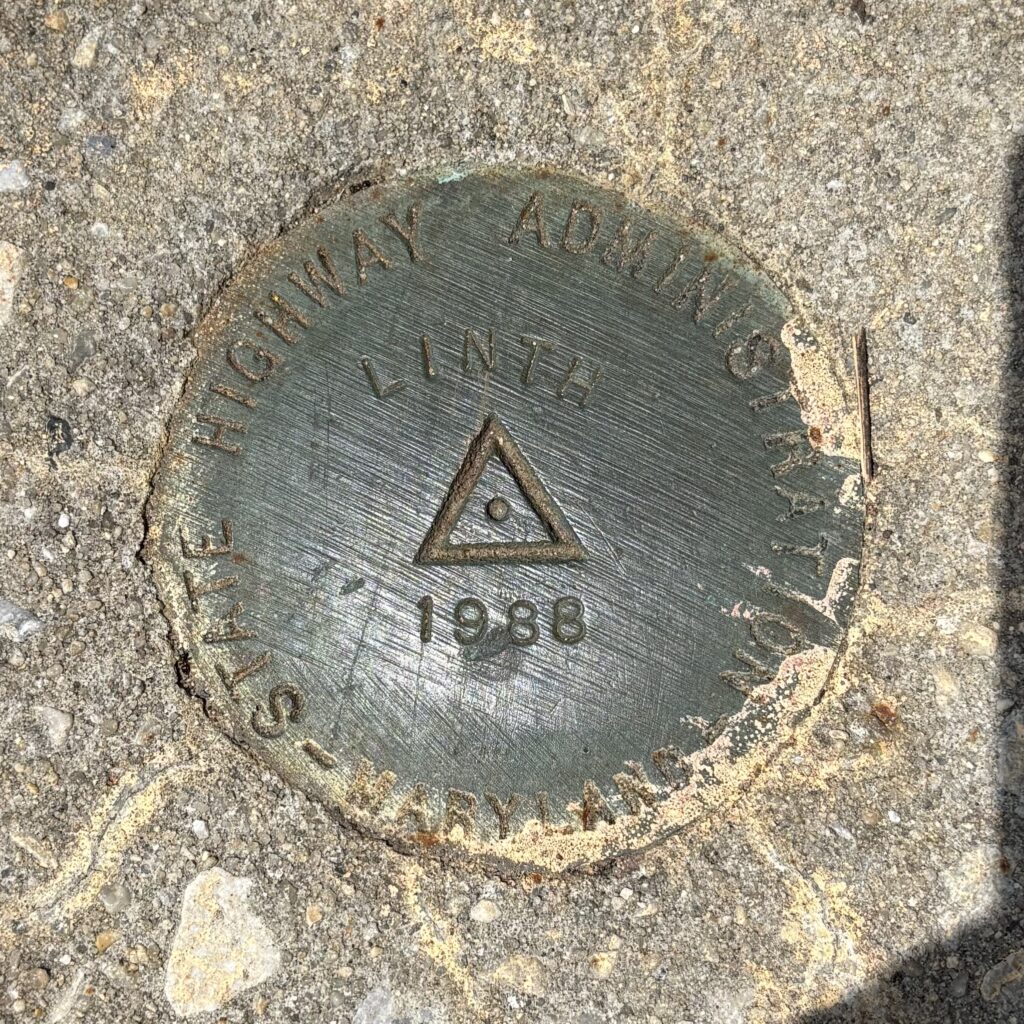 STATE HIGHWAY ADMINISTRATION
LINTH
1988
- MARYLAND